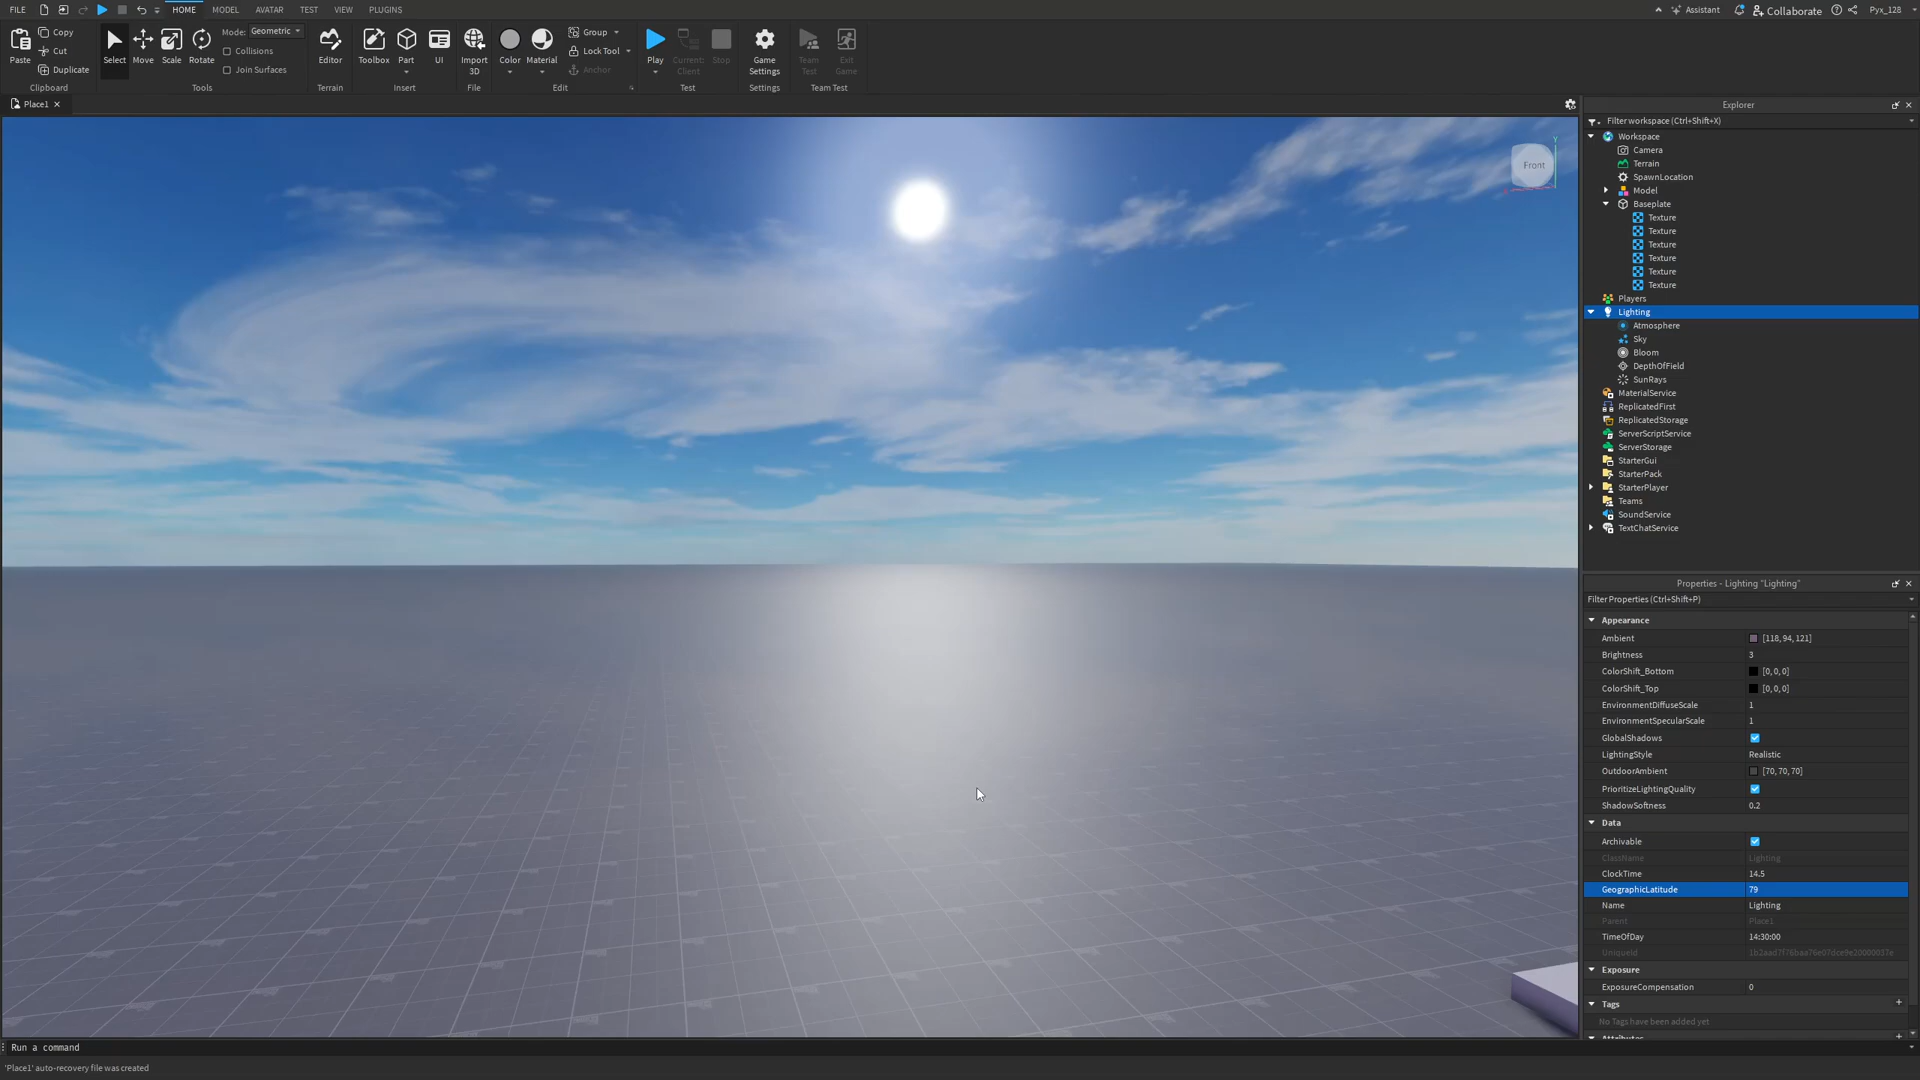 FILE HOME MODEL AVATAR TEST VIEW PLUGINS Assistant Collaborate Pyx_128
Paste Copy Cut Duplicate
Clipboard
Select Move Scale Rotate Mode: Geometric
Collisions
Join Surfaces
Tools
Editor
Terrain
Toolbox Part UI
Insert
Import 3D
File
Color Material Group
Lock Tool
Anchor
Edit
Play Current: Client Stop
Test
Game Settings
Settings
Team Test Exit Game
Team Test
Place1
Front
Y
Explorer
Filter workspace (Ctrl+Shift+X)
Workspace
Camera
Terrain
SpawnLocation
Model
Baseplate
Texture
Texture
Texture
Texture
Texture
Texture
Players
Lighting
Atmosphere
Sky
Bloom
DepthOfField
SunRays
MaterialService
ReplicatedFirst
ReplicatedStorage
ServerScriptService
ServerStorage
StarterGui
StarterPack
StarterPlayer
Teams
SoundService
TextChatService
Properties - Lighting "Lighting"
Filter Properties (Ctrl+Shift+P)
Appearance
Ambient [118, 94, 121]
Brightness 3
ColorShift_Bottom [0, 0, 0]
ColorShift_Top [0, 0, 0]
EnvironmentDiffuseScale 1
EnvironmentSpecularScale 1
GlobalShadows
LightingStyle Realistic
OutdoorAmbient [70, 70, 70]
PrioritizeLightingQuality
ShadowSoftness 0.2
Data
Archivable
ClassName Lighting
ClockTime 14.5
GeographicLatitude 79
Name Lighting
Parent Place1
TimeOfDay 14:30:00
UniqueId
Exposure
ExposureCompensation 0
Tags
No Tags have been added yet
Attributes
Run a command
'Place1' auto-recovery file was created